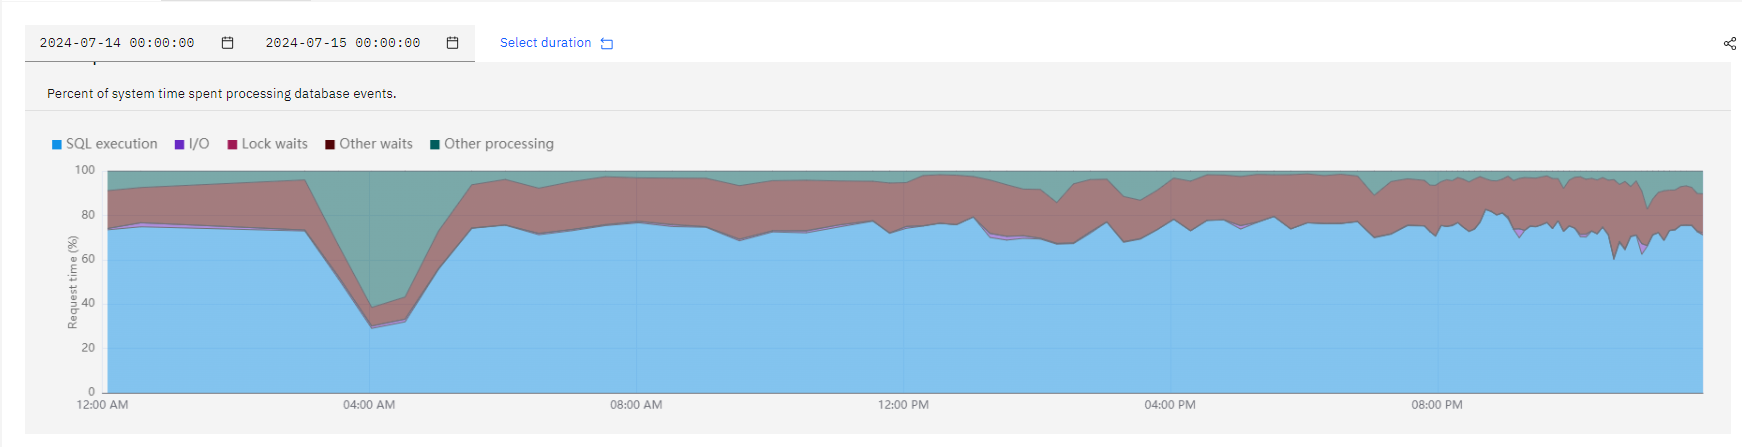 2024-07-14 00:00:00 2024-07-15 00:00:00 Select duration
Percent of system time spent processing database events.
SQL execution I/O Lock waits Other waits Other processing
Request time (%)
100
80
60
40
20
0
12:00 AM 04:00 AM 08:00 AM 12:00 PM 04:00 PM 08:00 PM